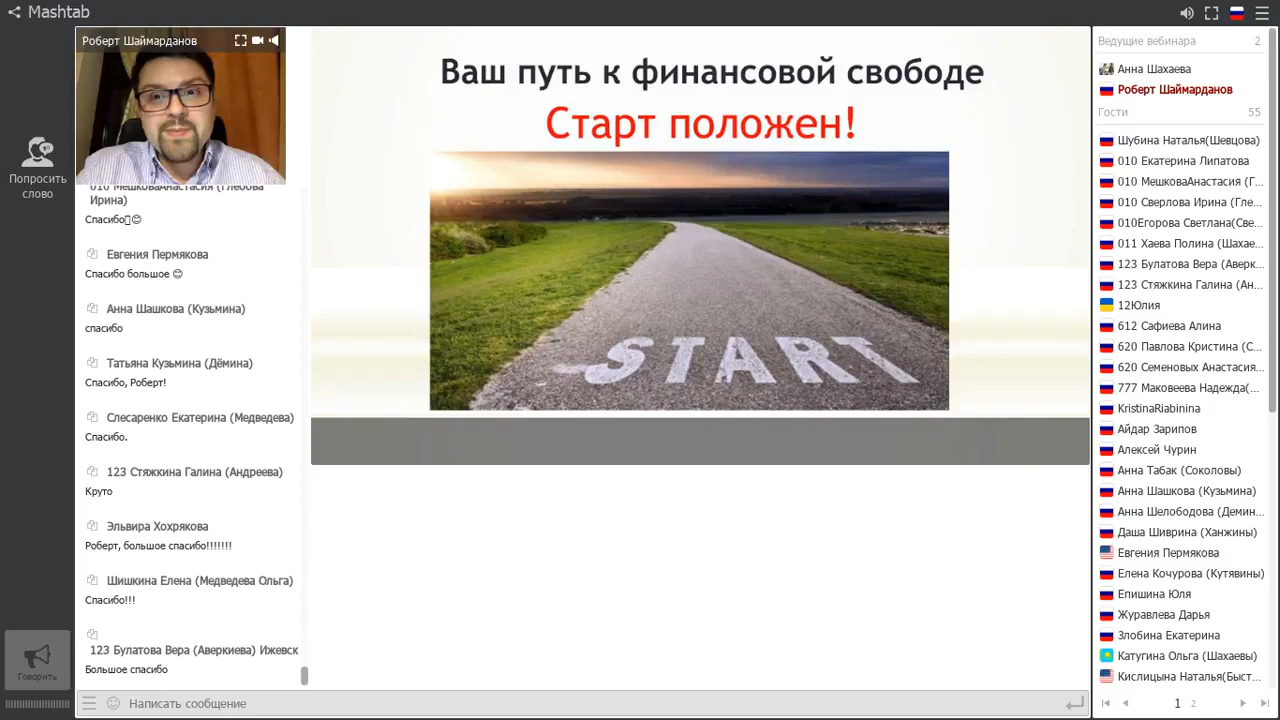 Mashtab
Попросить
слово
Говорить
Роберт Шаймарданов
010 МешковаАнастасия (Глебова
Ирина)
Спасибо😊
Евгения Пермякова
Спасибо большое 😊
Анна Шашкова (Кузьмина)
спасибо
Татьяна Кузьмина (Дёмина)
Спасибо, Роберт!
Слесаренко Екатерина (Медведева)
Спасибо.
123 Стяжкина Галина (Андреева)
Круто
Эльвира Хохрякова
Роберт, большое спасибо!!!!!!!
Шишкина Елена (Медведева Ольга)
Спасибо!!!
123 Булатова Вера (Аверкиева) Ижевск
Большое спасибо
Написать сообщение
Ваш путь к финансовой свободе
Старт положен!
START
Ведущие вебинара 2
Анна Шахаева
Роберт Шаймарданов
Гости 55
Шубина Наталья(Шевцова)
010 Екатерина Липатова
010 МешковаАнастасия (Г...
010 Сверлова Ирина (Гле...
010Егорова Светлана(Све...
011 Хаева Полина (Шахае...
123 Булатова Вера (Аверк...
123 Стяжкина Галина (Ан...
12Юлия
612 Сафиева Алина
620 Павлова Кристина (С...
620 Семеновых Анастасия...
777 Маковеева Надежда(...
KristinaRiabinina
Айдар Зарипов
Алексей Чурин
Анна Табак (Соколовы)
Анна Шашкова (Кузьмина)
Анна Шелободова (Демин...
Даша Шиврина (Ханжины)
Евгения Пермякова
Елена Кочурова (Кутявины)
Епишина Юля
Журавлева Дарья
Злобина Екатерина
Катугина Ольга (Шахаевы)
Кислицына Наталья(Быст...
1 2